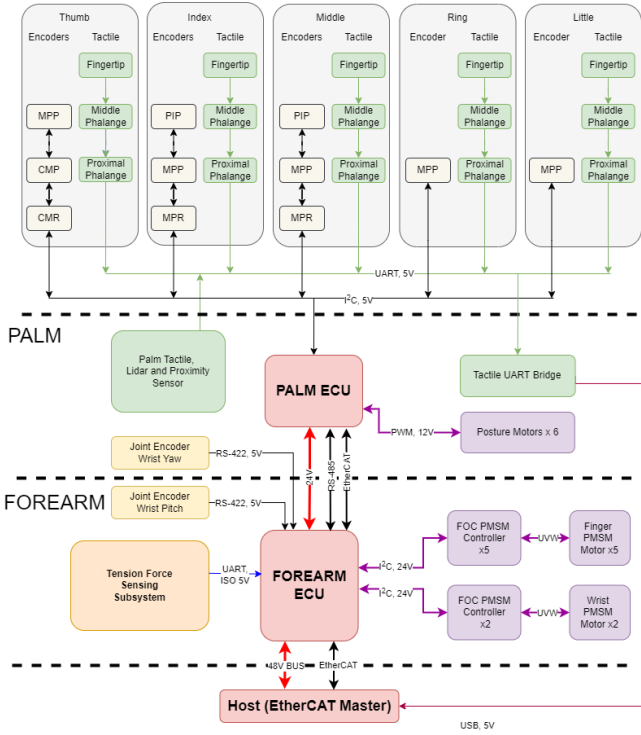 Thumb
Index
Middle
Ring
Little
Encoders
Tactile
Encoders
Tactile
Encoders
Tactile
Encoders
Tactile
Encoders
Tactile
Fingertip
Fingertip
Fingertip
Fingertip
Fingertip
MPP
Middle
Phalange
PIP
Middle
Phalange
PIP
Middle
Phalange
Middle
Phalange
Middle
Phalange
CMP
Proximal
Phalange
MPP
Proximal
Phalange
MPP
Proximal
Phalange
MPP
Proximal
Phalange
MPP
Proximal
Phalange
CMR
MPR
MPR
UART, 5V
I²C, 5V
PALM
Palm Tactile,
Lidar and Proximity
Sensor
PALM ECU
Tactile UART Bridge
PWM, 12V
Posture Motors x 6
Joint Encoder
Wrist Yaw
RS-422, 5V
24V
RS-485
EtherCAT
FOREARM
Joint Encoder
Wrist Pitch
RS-422, 5V
Tension Force
Sensing
Subsystem
UART,
ISO 5V
FOREARM
ECU
I²C, 24V
I²C, 24V
FOC PMSM
Controller
x5
UVW
Finger
PMSM
Motor x5
FOC PMSM
Controller
x2
UVW
Wrist
PMSM
Motor x2
48V BUS
EtherCAT
Host (EtherCAT Master)
USB, 5V